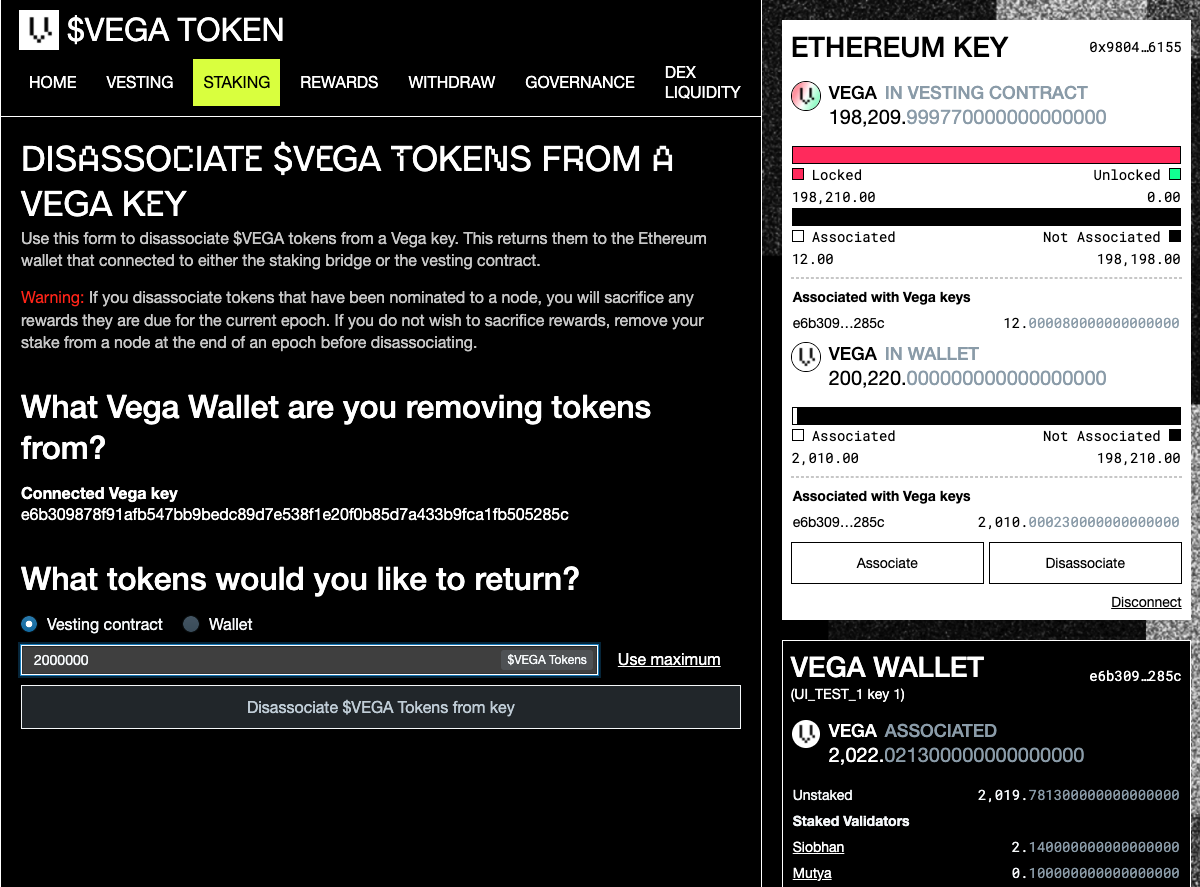 $VEGA TOKEN
HOME VESTING STAKING REWARDS WITHDRAW GOVERNANCE DEX LIQUIDITY
DISASSOCIATE $VEGA TOKENS FROM A
VEGA KEY
Use this form to disassociate $VEGA tokens from a Vega key. This returns them to the Ethereum
wallet that connected to either the staking bridge or the vesting contract.
Warning: If you disassociate tokens that have been nominated to a node, you will sacrifice any
rewards they are due for the current epoch. If you do not wish to sacrifice rewards, remove your
stake from a node at the end of an epoch before disassociating.
What Vega Wallet are you removing tokens
from?
Connected Vega key
e6b309878f91afb547bb9bedc89d7e538f1e20f0b85d7a433b9fca1fb505285c
What tokens would you like to return?
Vesting contract Wallet
2000000 $VEGA Tokens Use maximum
Disassociate $VEGA Tokens from key
ETHEREUM KEY 0x9804…6155
VEGA IN VESTING CONTRACT
198,209.999770000000000000
Locked Unlocked
198,210.00 0.00
Associated Not Associated
12.00 198,198.00
Associated with Vega keys
e6b309…285c 12.000080000000000000
VEGA IN WALLET
200,220.000000000000000000
Associated Not Associated
2,010.00 198,210.00
Associated with Vega keys
e6b309…285c 2,010.000230000000000000
Associate Disassociate
Disconnect
VEGA WALLET e6b309…285c
(UI_TEST_1 key 1)
VEGA ASSOCIATED
2,022.021300000000000000
Unstaked 2,019.781300000000000000
Staked Validators
Siobhan 2.140000000000000000
Mutya 0.100000000000000000